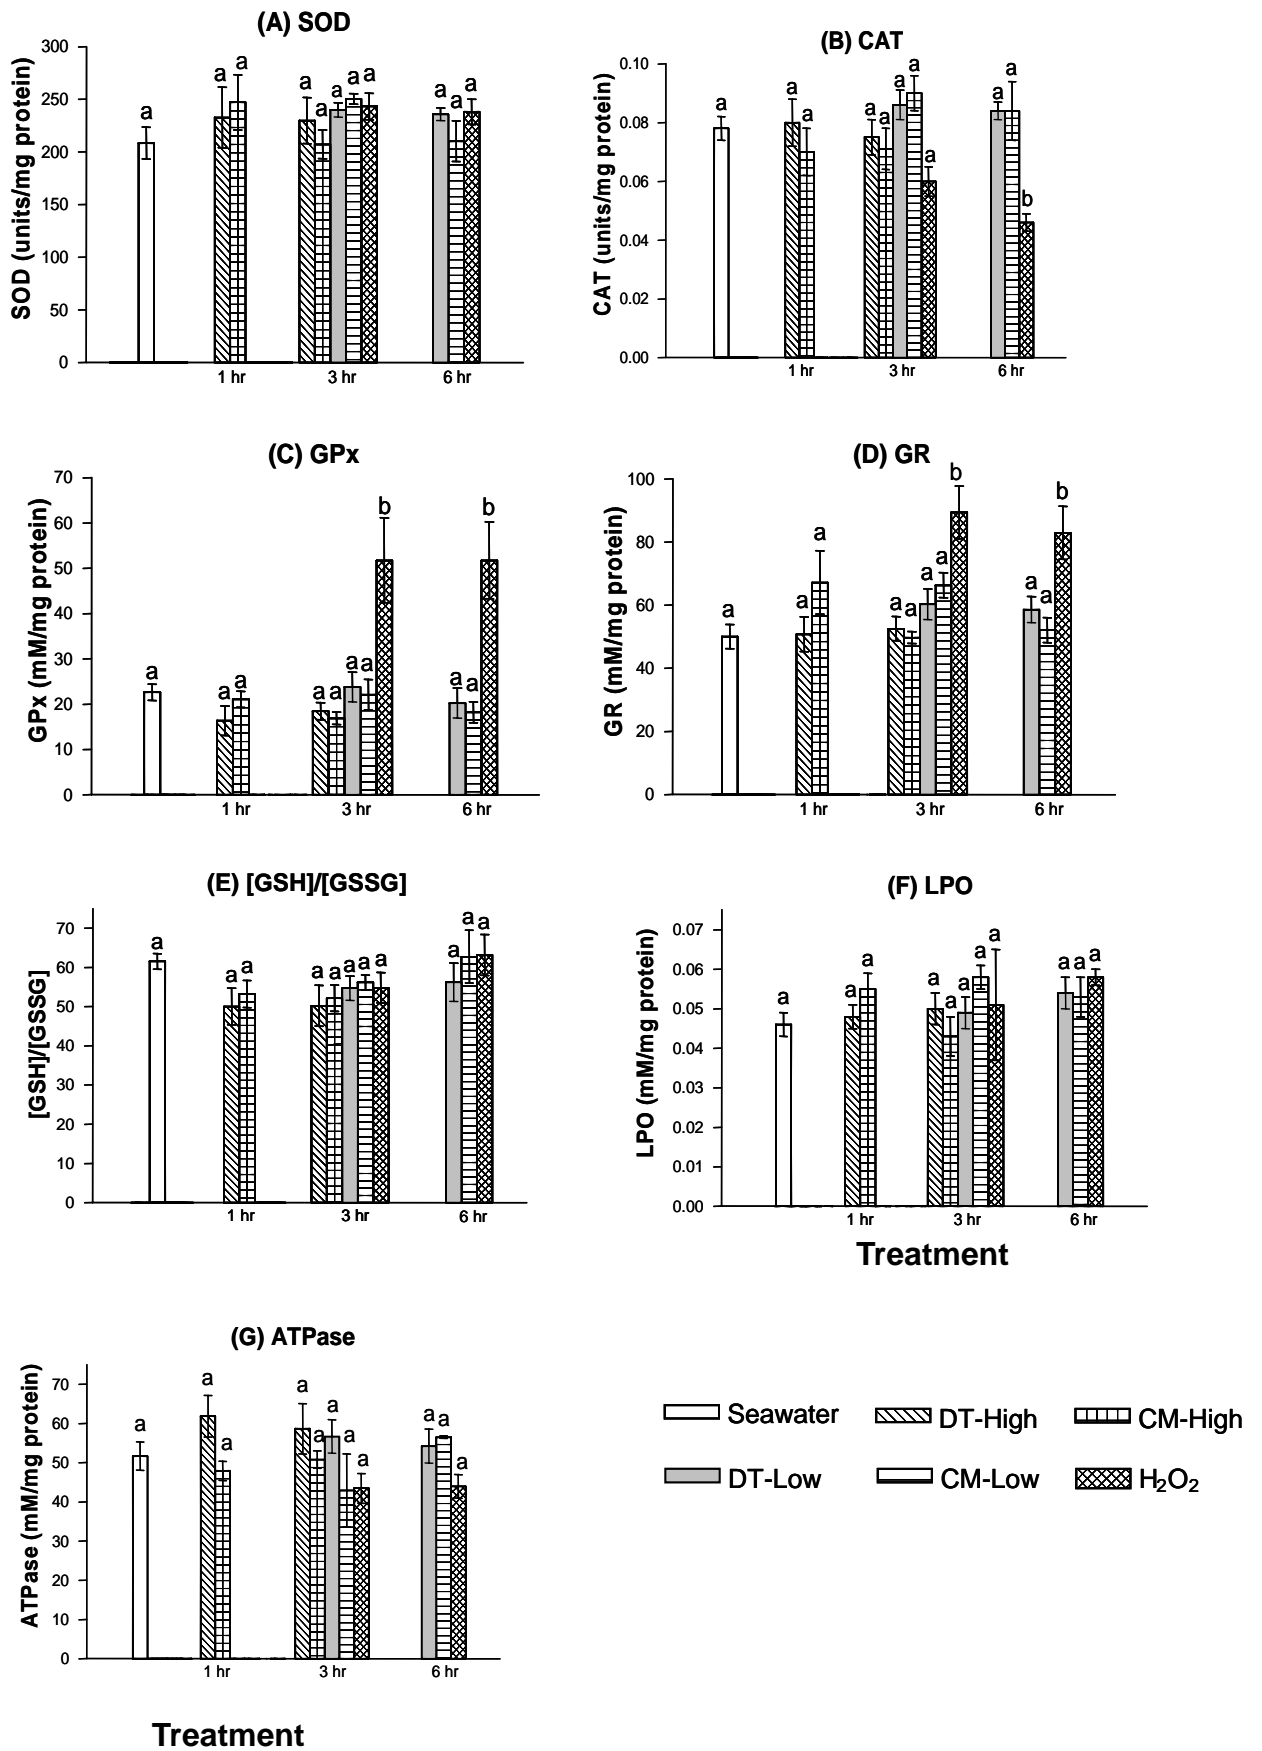 (A) SOD
SOD (units/mg protein)
300
250
200
150
100
50
0
a
a
a
a
a
a
a
a
a
a
a
1 hr
3 hr
6 hr
(B) CAT
CAT (units/mg protein)
0.10
0.08
0.06
0.04
0.02
0.00
a
a
a
a
a
a
a
a
a
a
b
1 hr
3 hr
6 hr
(C) GPx
GPx (mM/mg protein)
70
60
50
40
30
20
10
0
a
a
a
a
a
a
a
b
a
a
b
1 hr
3 hr
6 hr
(D) GR
GR (mM/mg protein)
100
80
60
40
20
0
a
a
a
a
a
a
a
b
a
a
b
1 hr
3 hr
6 hr
(E) [GSH]/[GSSG]
[GSH]/[GSSG]
70
60
50
40
30
20
10
0
a
a
a
a
a
a
a
a
a
a
a
1 hr
3 hr
6 hr
(F) LPO
LPO (mM/mg protein)
0.07
0.06
0.05
0.04
0.03
0.02
0.01
0.00
a
a
a
a
a
a
a
a
a
a
a
1 hr
3 hr
6 hr
Treatment
(G) ATPase
ATPase (mM/mg protein)
70
60
50
40
30
20
10
0
a
a
a
a
a
a
a
a
a
a
a
1 hr
3 hr
6 hr
Treatment
Seawater DT-High CM-High
DT-Low CM-Low H₂O₂